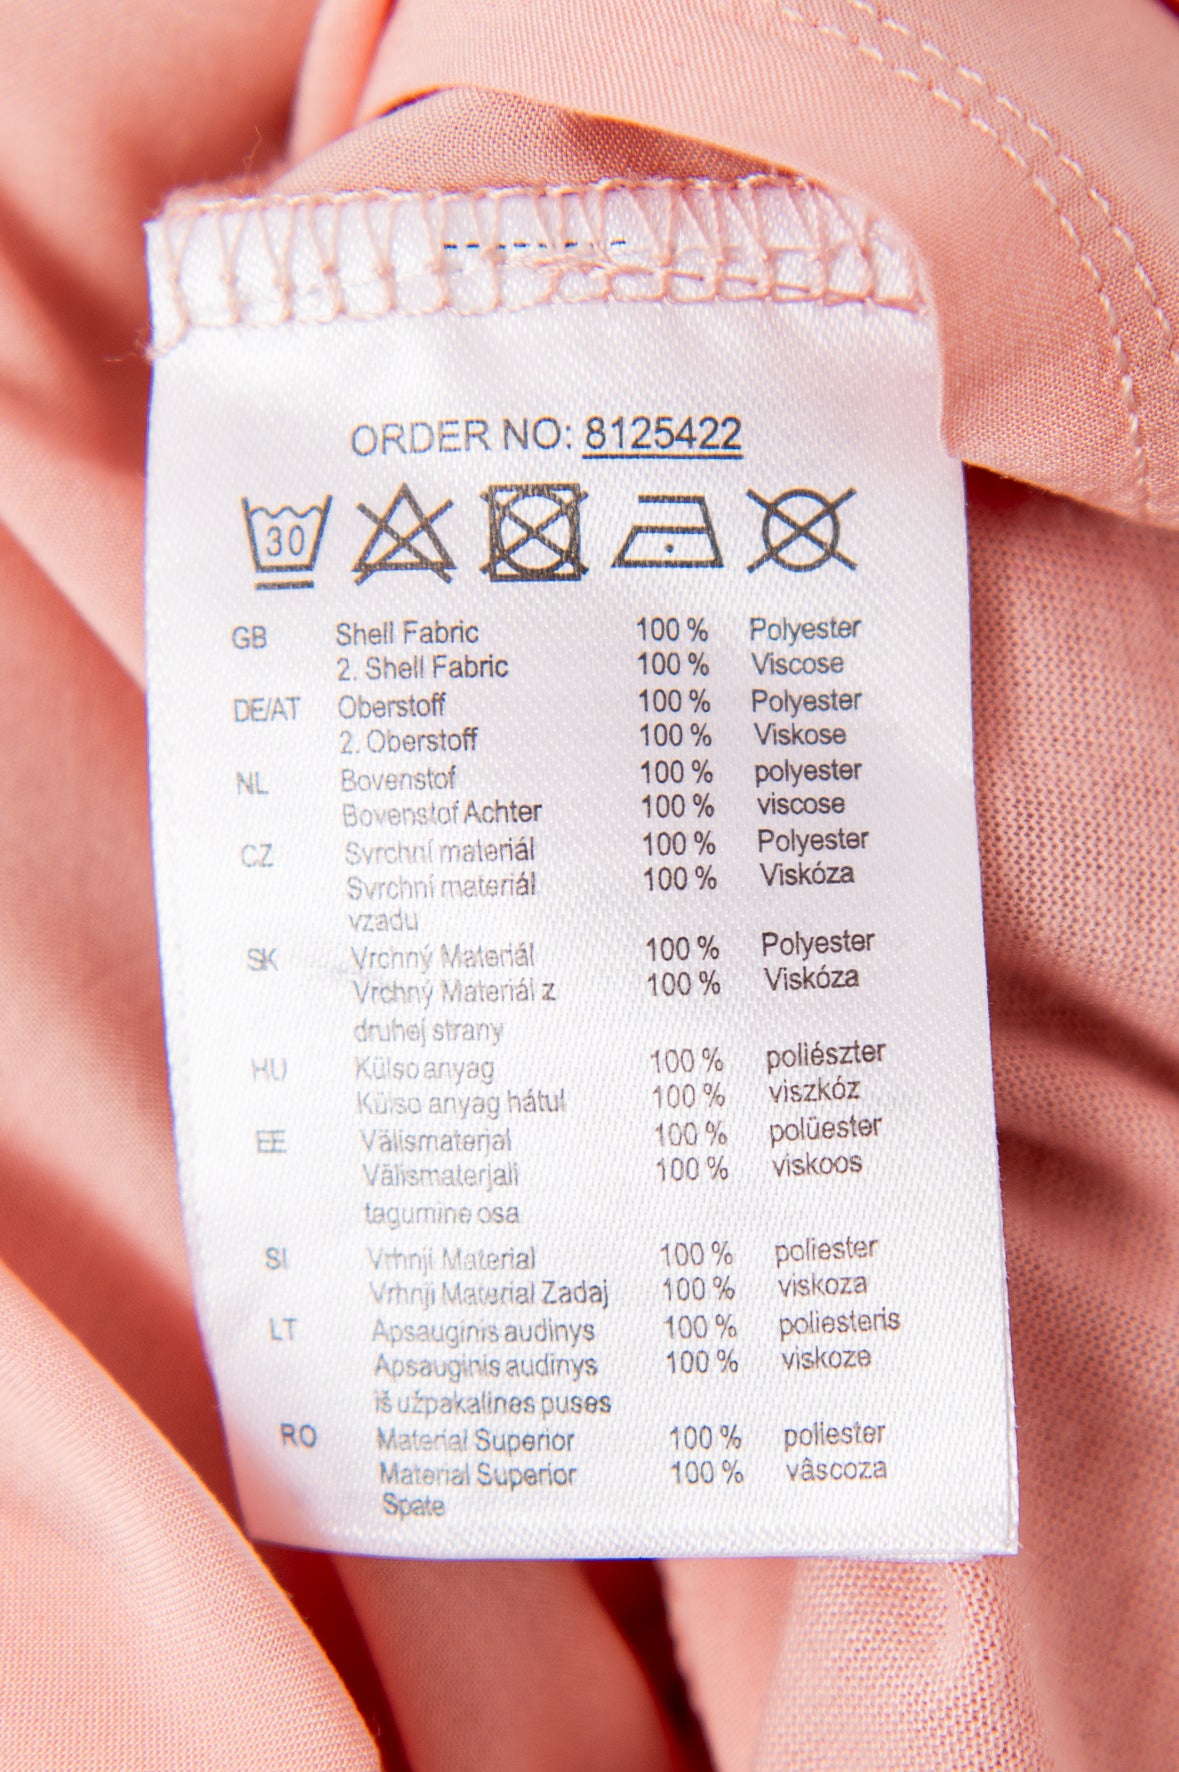 ORDER NO: 8125422
30
GB Shell Fabric 100 % Polyester
2. Shell Fabric 100 % Viscose
DE/AT Oberstoff 100 % Polyester
2. Oberstoff 100 % Viskose
NL Bovenstof 100 % polyester
Bovenstof Achter 100 % viscose
CZ Svrchní materiál 100 % Polyester
Svrchní materiál 100 % Viskóza
vzadu
SK Vrchný Materiál 100 % Polyester
Vrchný Materiál z 100 % Viskóza
druhej strany
HU Külso anyag 100 % poliészter
Külso anyag hátul 100 % viszkóz
EE Välismaterjal 100 % polüester
Välismaterjali 100 % viskoos
tagumine osa
SI Vrhnji Material 100 % poliester
Vrhnji Material Zadaj 100 % viskoza
LT Apsauginis audinys 100 % poliesteris
Apsauginis audinys 100 % viskoze
iš užpakalines puses
RO Material Superior 100 % poliester
Material Superior 100 % vâscoza
Spate